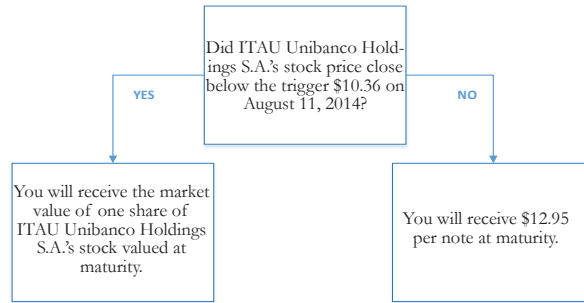 Did ITAU Unibanco Hold-
ings S.A.'s stock price close
below the trigger $10.36 on
August 11, 2014?
YES
NO
You will receive the market
value of one share of
ITAU Unibanco Holdings
S.A.'s stock valued at
maturity.
You will receive $12.95
per note at maturity.